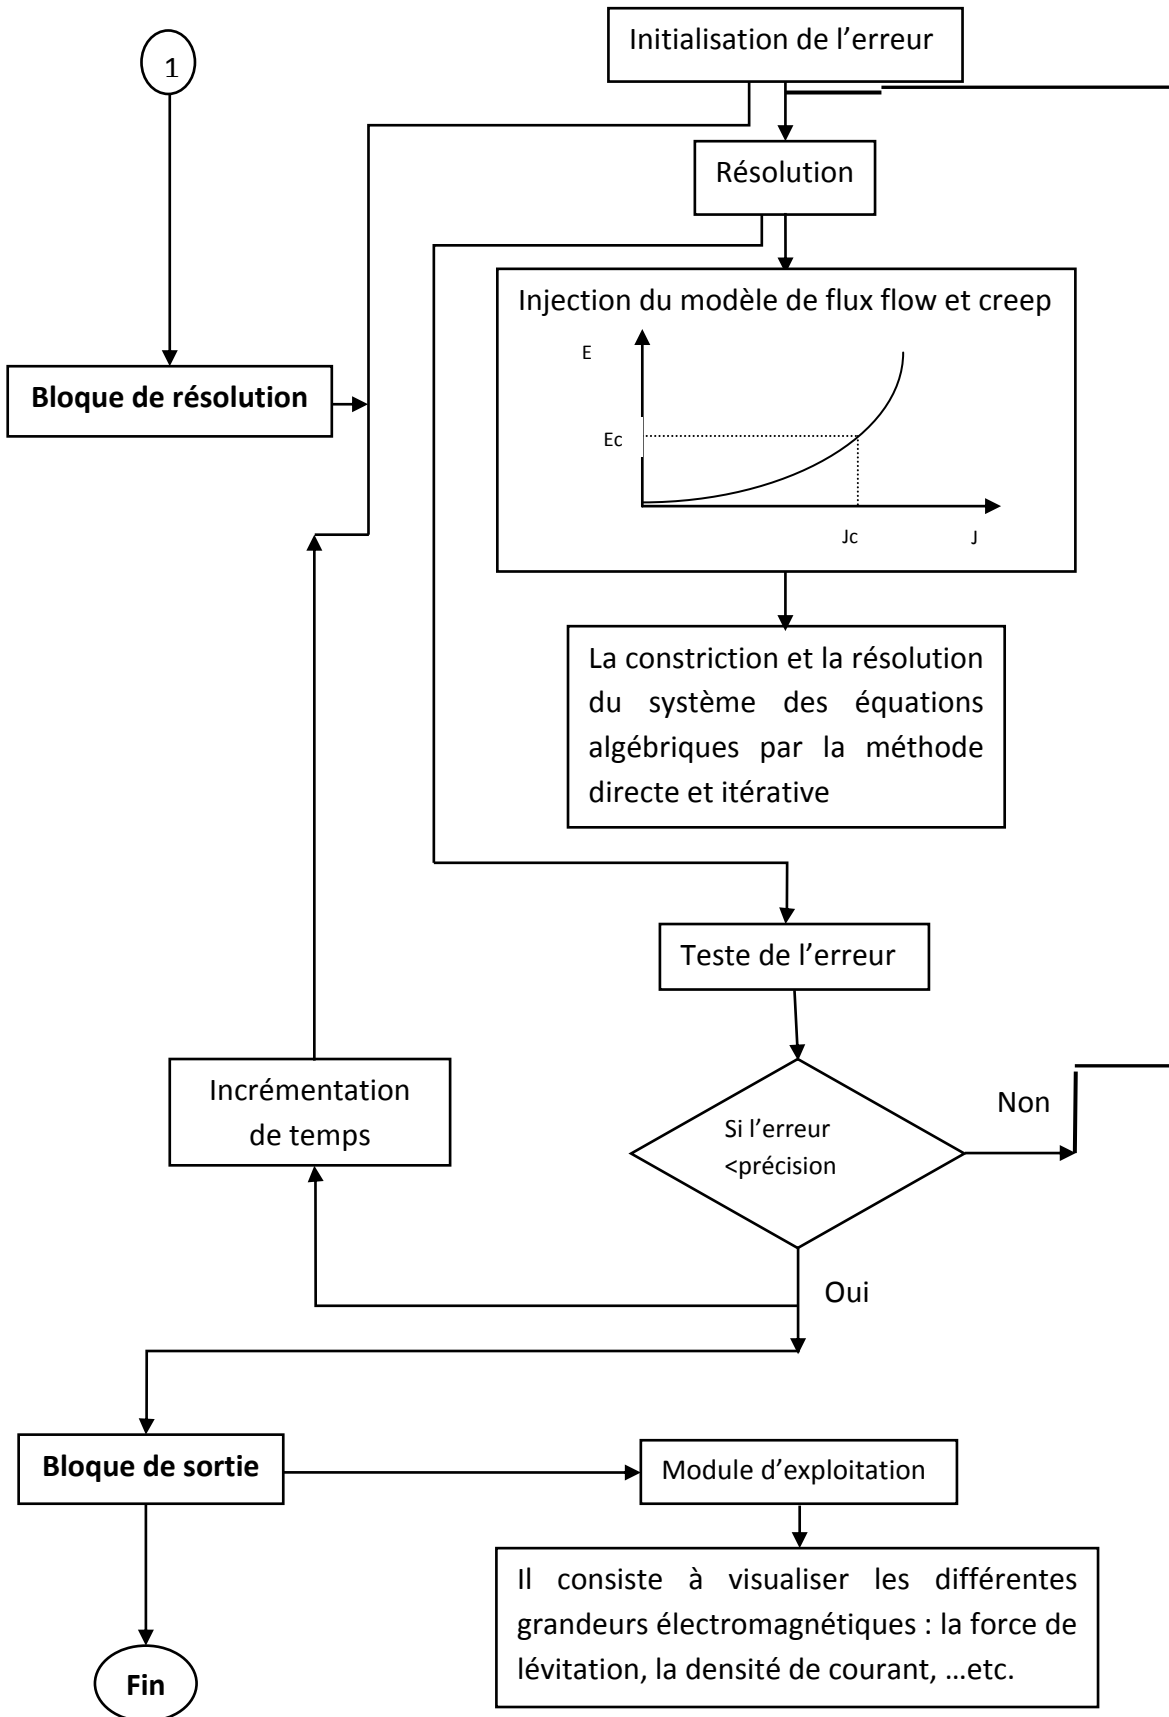 Initialisation de l’erreur
1
Résolution
Injection du modèle de flux flow et creep
E
Ec
Jc
J
Bloque de résolution
La constriction et la résolution
du système des équations
algébriques par la méthode
directe et itérative
Teste de l’erreur
Incrémentation
de temps
Si l’erreur
<précision
Non
Oui
Bloque de sortie
Module d’exploitation
Il consiste à visualiser les différentes
grandeurs électromagnétiques : la force de
lévitation, la densité de courant, …etc.
Fin